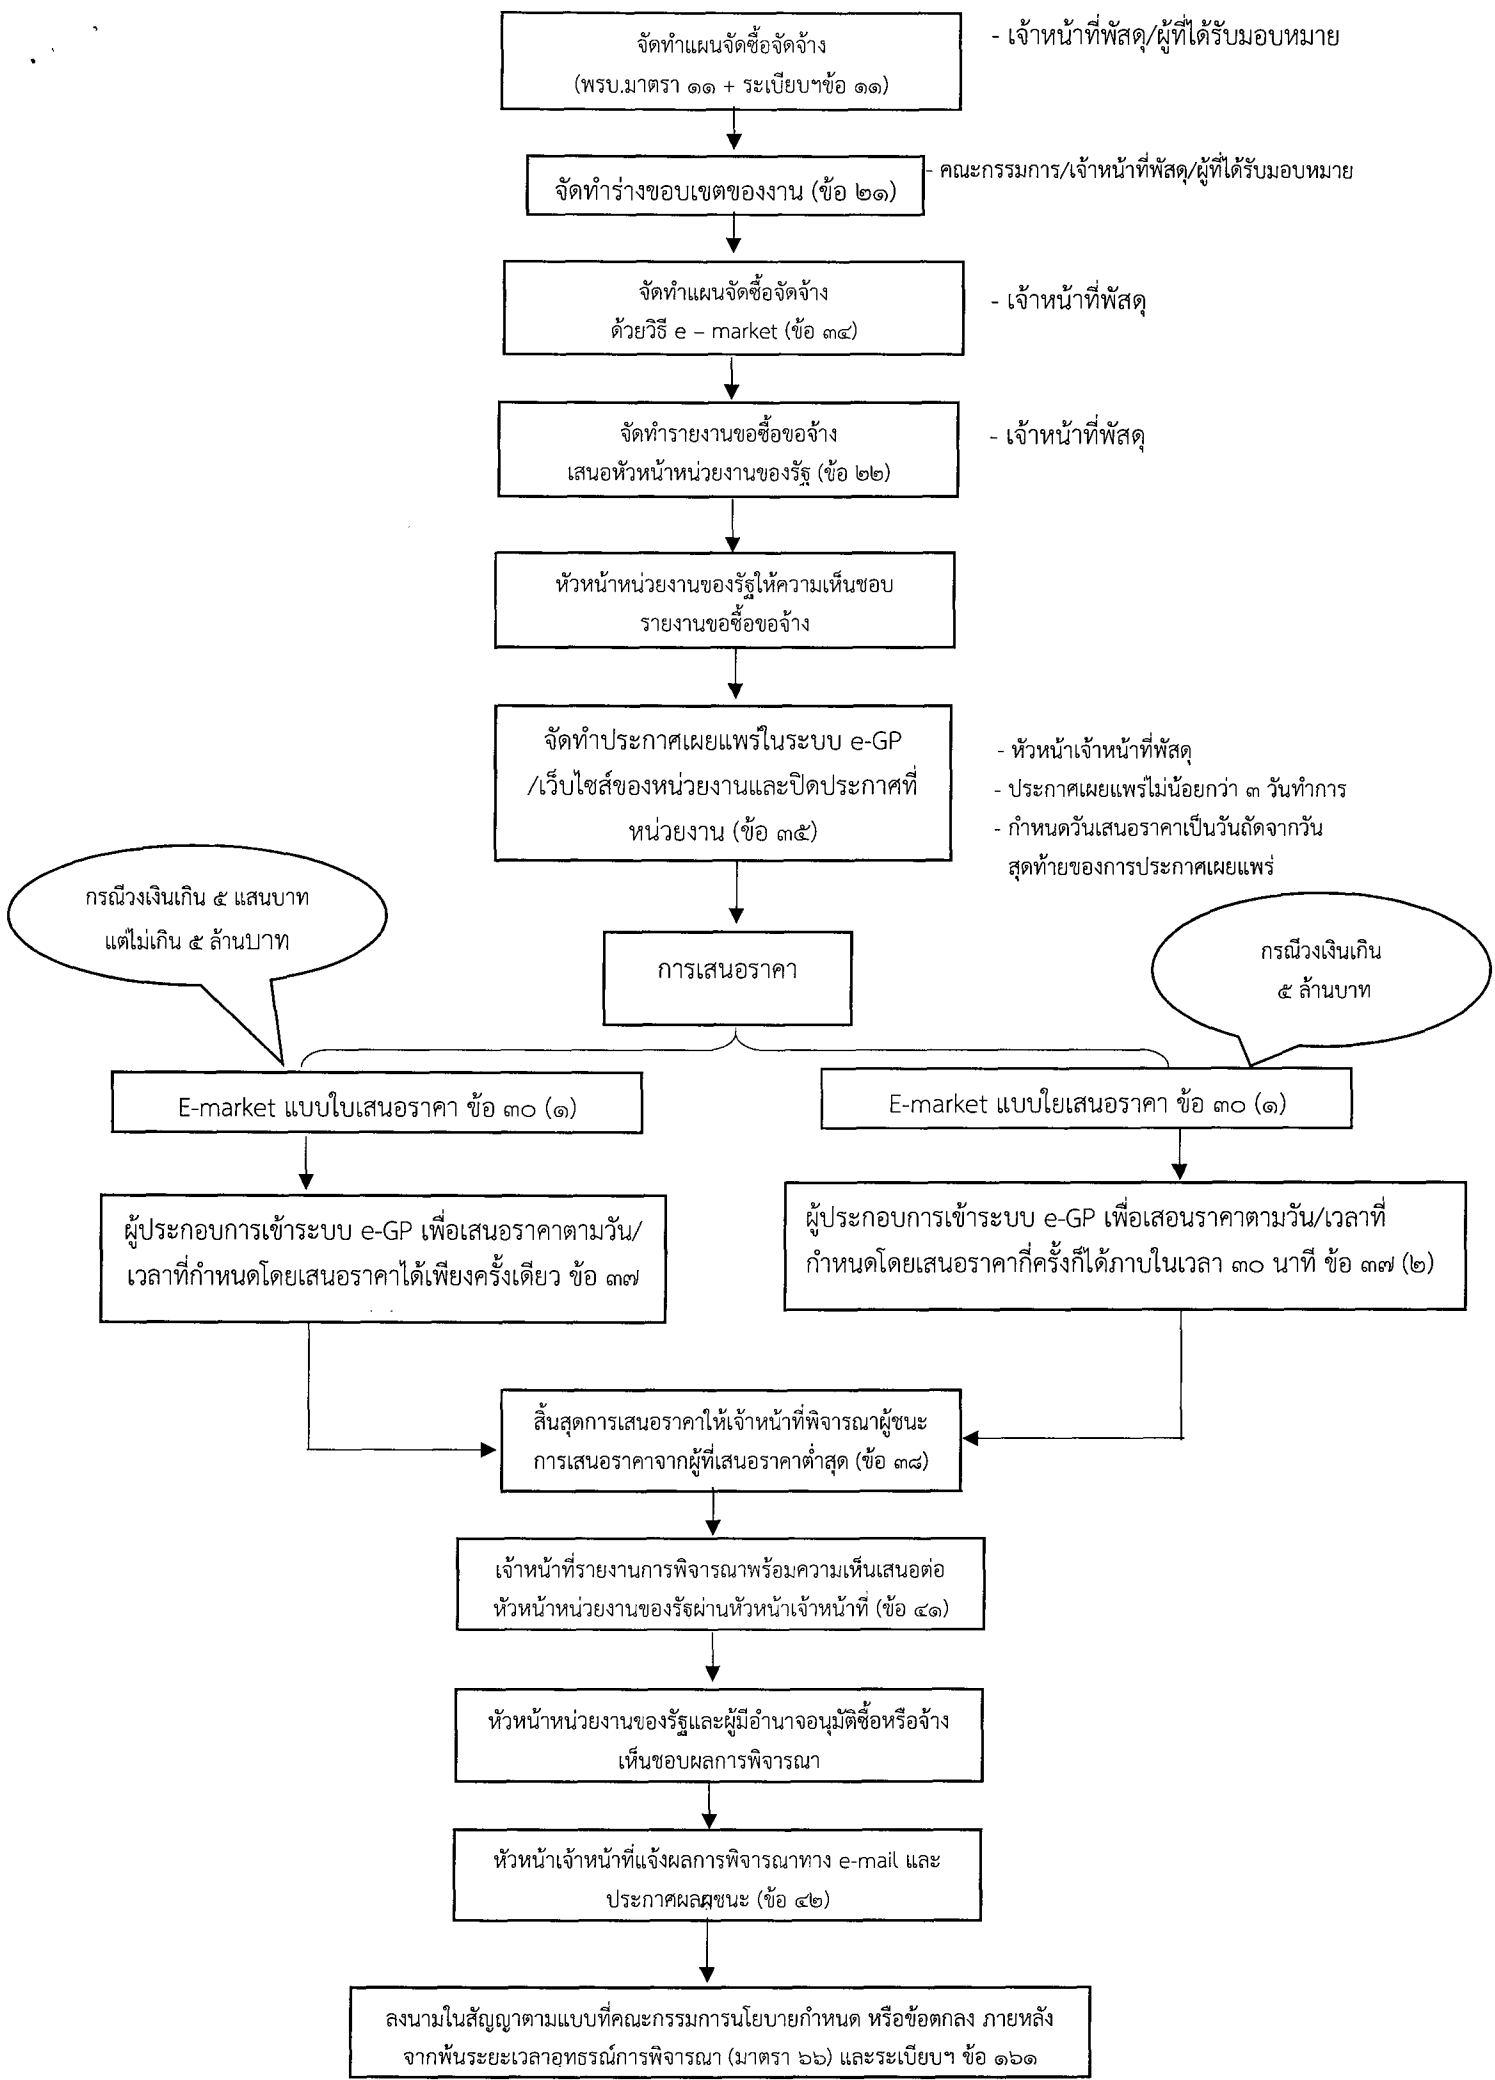 จัดทำแผนจัดซื้อจัดจ้าง
(พรบ.มาตรา ๑๑ + ระเบียบฯข้อ ๑๑)
- เจ้าหน้าที่พัสดุ/ผู้ที่ได้รับมอบหมาย
จัดทำร่างขอบเขตของงาน (ข้อ ๒๑)
- คณะกรรมการ/เจ้าหน้าที่พัสดุ/ผู้ที่ได้รับมอบหมาย
จัดทำแผนจัดซื้อจัดจ้าง
ด้วยวิธี e – market (ข้อ ๓๔)
- เจ้าหน้าที่พัสดุ
จัดทำรายงานขอซื้อขอจ้าง
เสนอหัวหน้าหน่วยงานของรัฐ (ข้อ ๒๒)
- เจ้าหน้าที่พัสดุ
หัวหน้าหน่วยงานของรัฐให้ความเห็นชอบ
รายงานขอซื้อขอจ้าง
จัดทำประกาศเผยแพร่ในระบบ e-GP
/เว็บไซส์ของหน่วยงานและปิดประกาศที่
หน่วยงาน (ข้อ ๓๕)
- หัวหน้าเจ้าหน้าที่พัสดุ
- ประกาศเผยแพร่ไม่น้อยกว่า ๓ วันทำการ
- กำหนดวันเสนอราคาเป็นวันถัดจากวัน
สุดท้ายของการประกาศเผยแพร่
กรณีวงเงินเกิน ๕ แสนบาท
แต่ไม่เกิน ๕ ล้านบาท
การเสนอราคา
กรณีวงเงินเกิน
๕ ล้านบาท
E-market แบบใบเสนอราคา ข้อ ๓๐ (๑)
E-market แบบใยเสนอราคา ข้อ ๓๐ (๑)
ผู้ประกอบการเข้าระบบ e-GP เพื่อเสนอราคาตามวัน/
เวลาที่กำหนดโดยเสนอราคาได้เพียงครั้งเดียว ข้อ ๓๗
ผู้ประกอบการเข้าระบบ e-GP เพื่อเสอนราคาตามวัน/เวลาที่
กำหนดโดยเสนอราคากี่ครั้งก็ได้ภาบในเวลา ๓๐ นาที ข้อ ๓๗ (๒)
สิ้นสุดการเสนอราคาให้เจ้าหน้าที่พิจารณาผู้ชนะ
การเสนอราคาจากผู้ที่เสนอราคาต่ำสุด (ข้อ ๓๘)
เจ้าหน้าที่รายงานการพิจารณาพร้อมความเห็นเสนอต่อ
หัวหน้าหน่วยงานของรัฐผ่านหัวหน้าเจ้าหน้าที่ (ข้อ ๔๑)
หัวหน้าหน่วยงานของรัฐและผู้มีอำนาจอนุมัติซื้อหรือจ้าง
เห็นชอบผลการพิจารณา
หัวหน้าเจ้าหน้าที่แจ้งผลการพิจารณาทาง e-mail และ
ประกาศผลผู้ชนะ (ข้อ ๔๒)
ลงนามในสัญญาตามแบบที่คณะกรรมการนโยบายกำหนด หรือข้อตกลง ภายหลัง
จากพ้นระยะเวลาอุทธรณ์การพิจารณา (มาตรา ๖๖) และระเบียบฯ ข้อ ๑๖๑